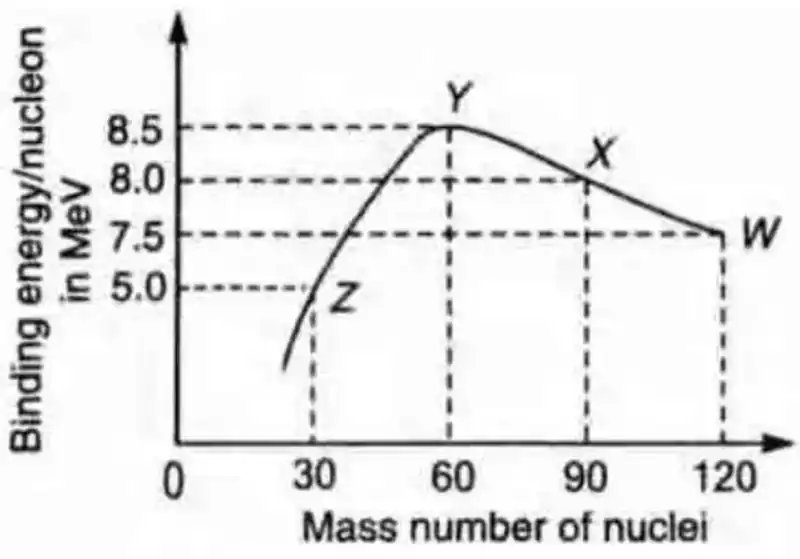 Binding energy/nucleon
in MeV
8.5
8.0
7.5
5.0
Y
X
W
Z
0
30
60
90
120
Mass number of nuclei